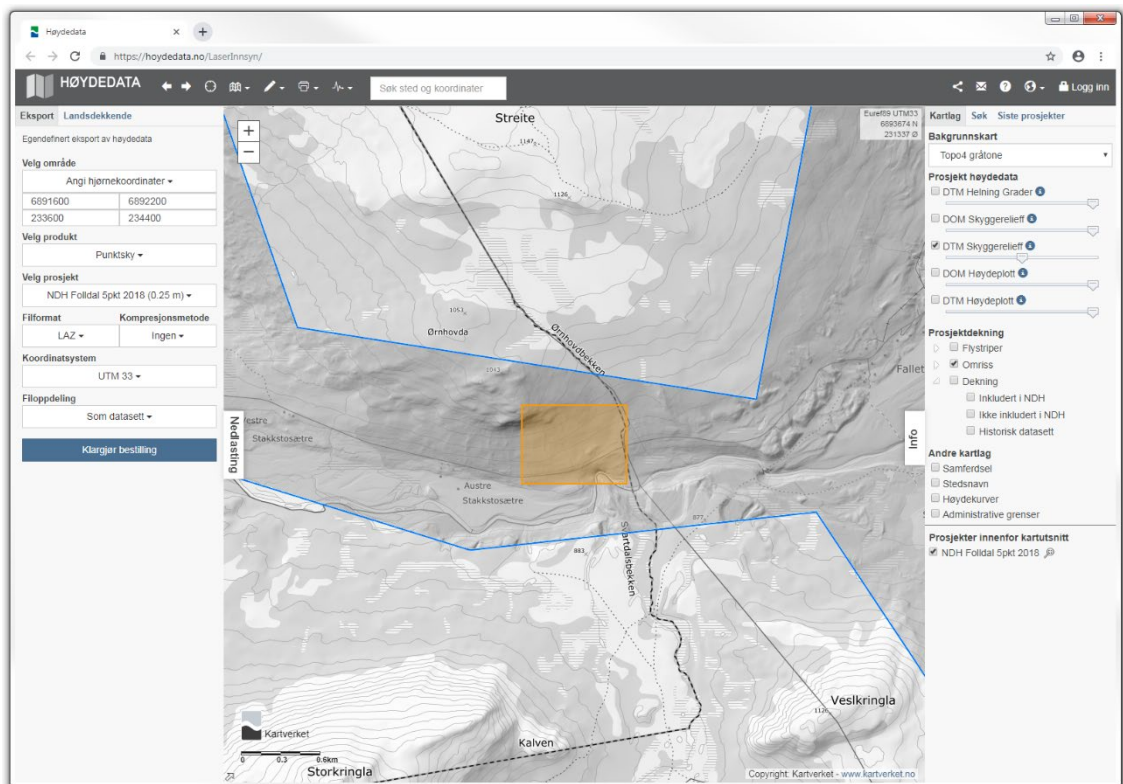 Høydedata
https://hoydedata.no/LaserInnsyn/
HØYDEDATA
Søk sted og koordinater
Logg inn
Eksport Landsdekkende
Egendefinert eksport av høydedata
Velg område
Angi hjørnekoordinater
6891600 6892200
233600 234400
Velg produkt
Punktsky
Velg prosjekt
NDH Folldal 5pkt 2018 (0.25 m)
Filformat Kompresjonsmetode
LAZ Ingen
Koordinatsystem
UTM 33
Filoppdeling
Som datasett
Klargjør bestilling
Nedlasting
+
−
Streite
1147
1126
1053
Ørnhovda
Ørnhovdbekken
1042
Fallet
Vestre
Stakkstosætre
Austre
Stakkstosætre
877
883
Svartdalsbekken
Veslkringla
1126
Kalven
Storkringla
Kartverket
0 0.3 0.6km
Euref89 UTM33
6893674 N
231337 Ø
Copyright: Kartverket - www.kartverket.no
Info
Kartlag Søk Siste prosjekter
Bakgrunnskart
Topo4 gråtone
Prosjekt høydedata
DTM Helning Grader
DOM Skyggerelieff
DTM Skyggerelieff
DOM Høydeplott
DTM Høydeplott
Prosjektdekning
Flystriper
Omriss
Dekning
Inkludert i NDH
Ikke inkludert i NDH
Historisk datasett
Andre kartlag
Samferdsel
Stedsnavn
Høydekurver
Administrative grenser
Prosjekter innenfor kartutsnitt
NDH Folldal 5pkt 2018